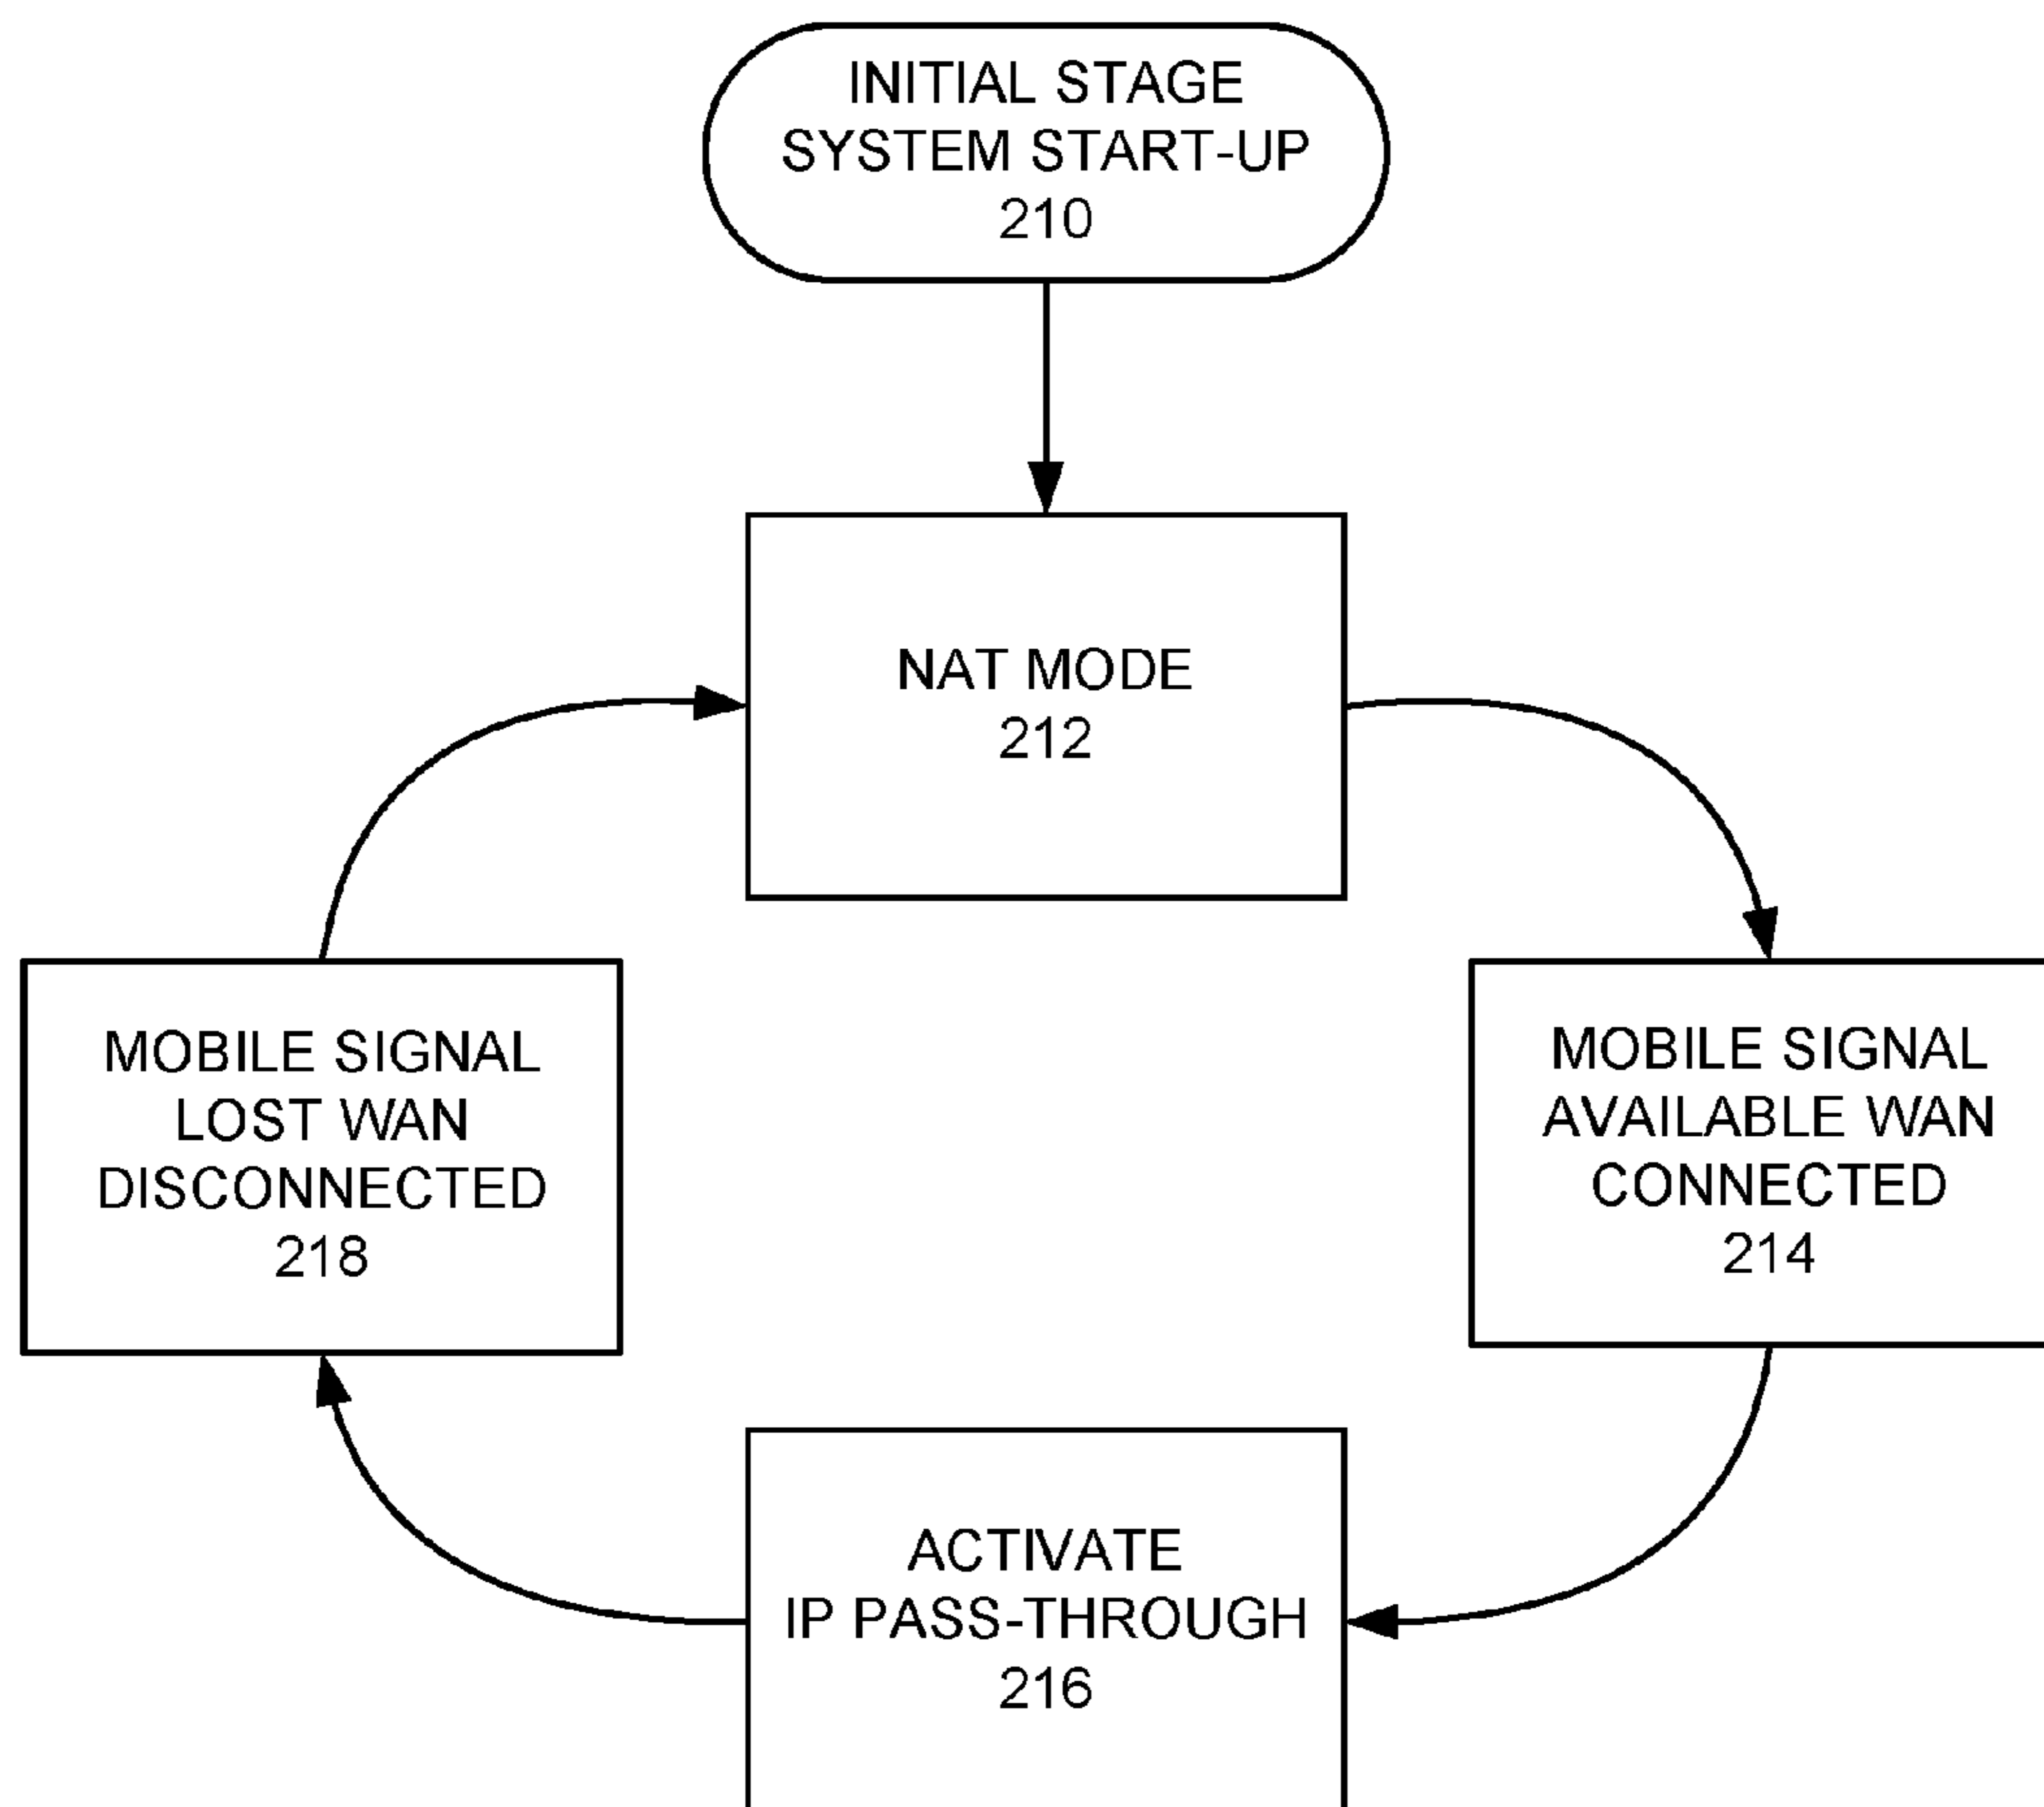 INITIAL STAGE
SYSTEM START-UP
210
NAT MODE
212
MOBILE SIGNAL
LOST WAN
DISCONNECTED
218
MOBILE SIGNAL
AVAILABLE WAN
CONNECTED
214
ACTIVATE
IP PASS-THROUGH
216